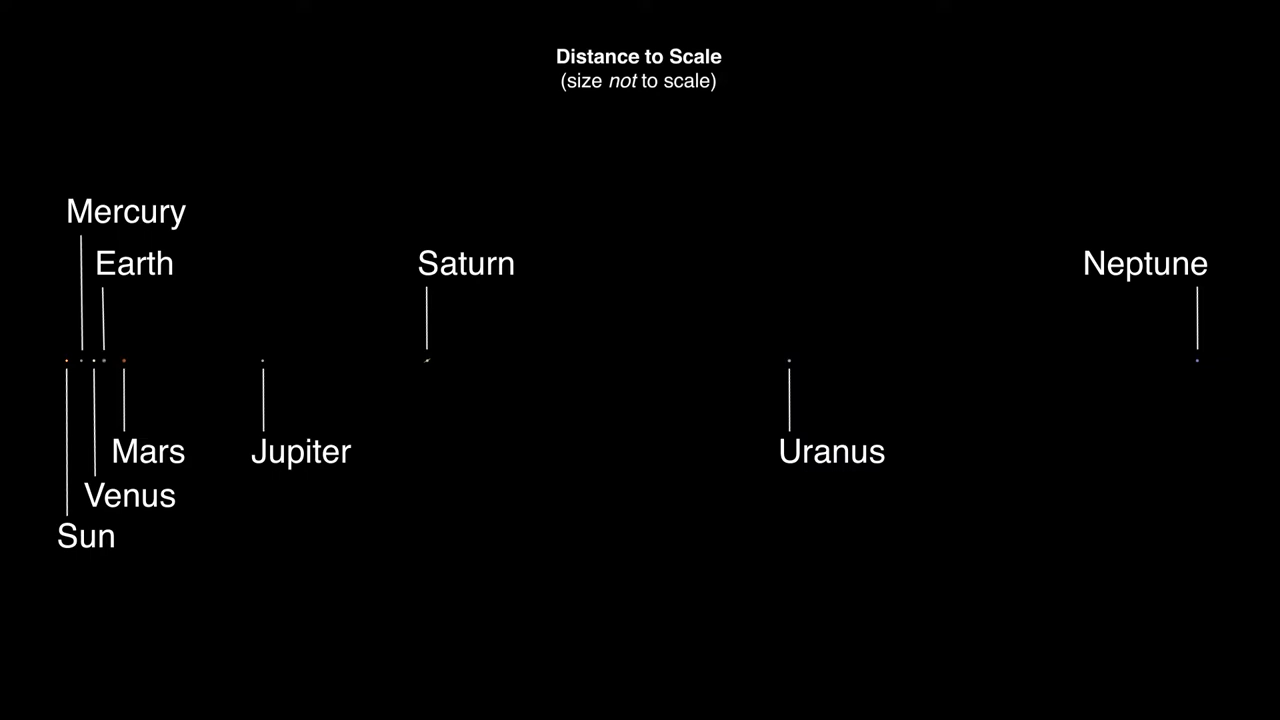 Distance to Scale
(size not to scale)
Mercury
Earth
Saturn
Neptune
Mars
Jupiter
Uranus
Venus
Sun